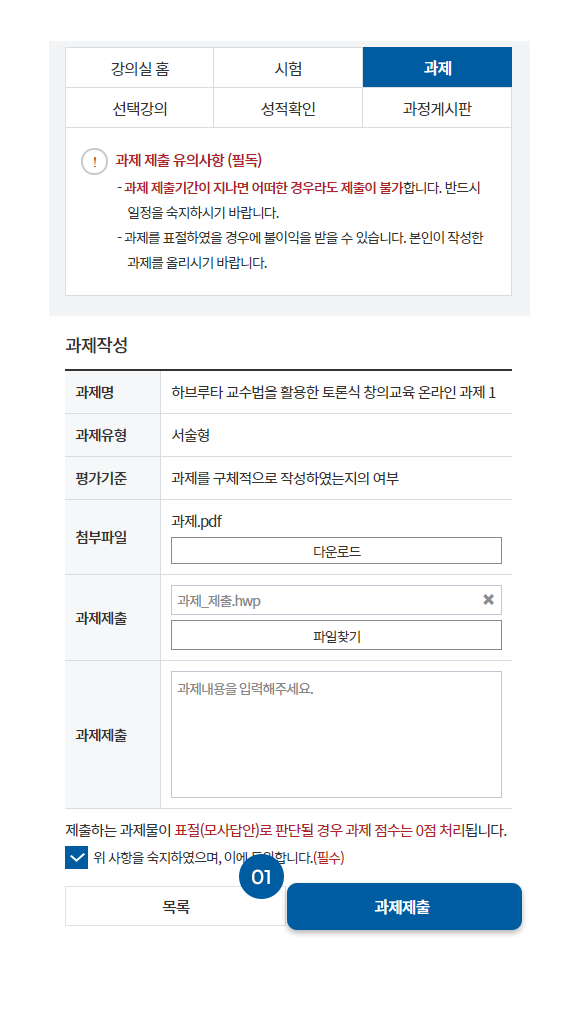 강의실 홈 시험 과제
선택강의 성적확인 과정게시판
! 과제 제출 유의사항 (필독)
- 과제 제출기간이 지나면 어떠한 경우라도 제출이 불가합니다. 반드시
일정을 숙지하시기 바랍니다.
- 과제를 표절하였을 경우에 불이익을 받을 수 있습니다. 본인이 작성한
과제를 올리시기 바랍니다.
과제작성
과제명 하브루타 교수법을 활용한 토론식 창의교육 온라인 과제 1
과제유형 서술형
평가기준 과제를 구체적으로 작성하였는지의 여부
첨부파일 과제.pdf
다운로드
과제제출 과제_제출.hwp
파일찾기
과제제출 과제내용을 입력해주세요.
제출하는 과제물이 표절(모사답안)로 판단될 경우 과제 점수는 0점 처리됩니다.
위 사항을 숙지하였으며, 이에 동의합니다.(필수)
01
목록 과제제출